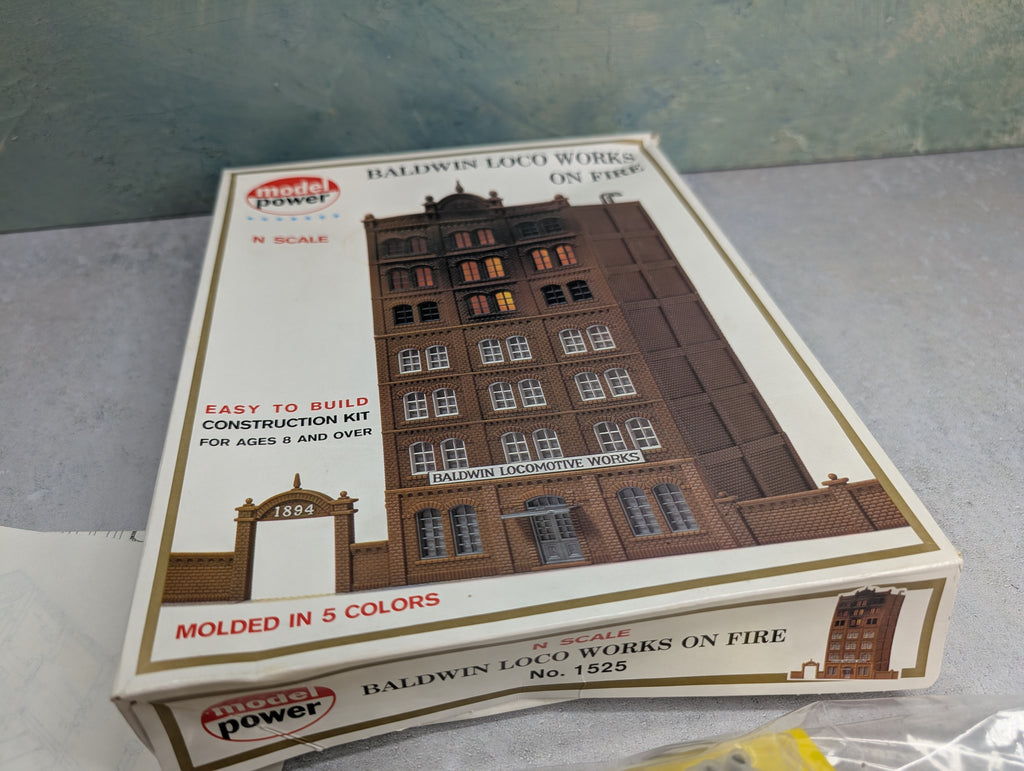 model
power
BALDWIN LOCO WORKS
ON FIRE
N SCALE
EASY TO BUILD
CONSTRUCTION KIT
FOR AGES 8 AND OVER
BALDWIN LOCOMOTIVE WORKS
1894
MOLDED IN 5 COLORS
model
power
N SCALE
BALDWIN LOCO WORKS ON FIRE
No. 1525